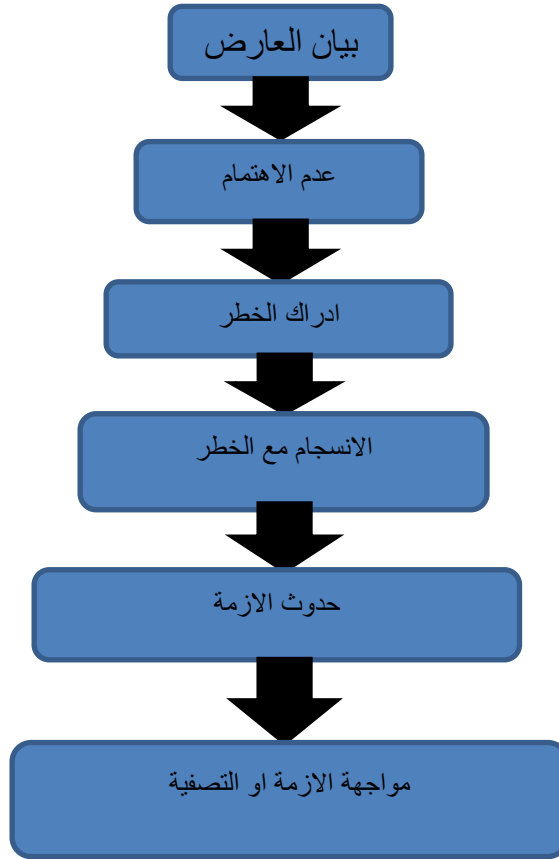 بيان العارض
عدم الاهتمام
ادراك الخطر
الانسجام مع الخطر
حدوث الازمة
مواجهة الازمة او التصفية